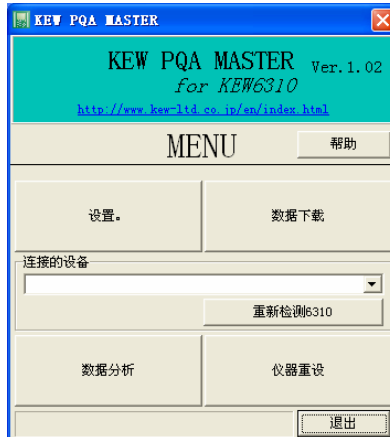 KEW PQA MASTER
KEW PQA MASTER Ver.1.02
for KEW6310
http://www.kew-ltd.co.jp/en/index.html
MENU 帮助
设置。 数据下载
连接的设备
重新检测6310
数据分析 仪器重设
退出